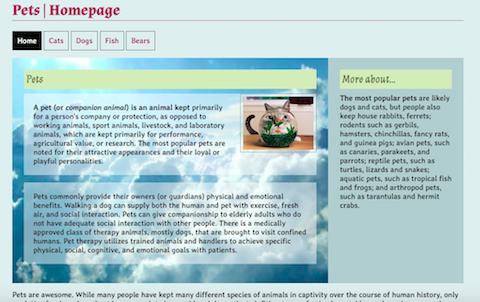 Pets | Homepage
Home Cats Dogs Fish Bears
Pets
A pet (or companion animal) is an animal kept primarily
for a person's company or protection, as opposed to
working animals, sport animals, livestock, and laboratory
animals, which are kept primarily for performance,
agricultural value, or research. The most popular pets are
noted for their attractive appearances and their loyal or
playful personalities.
Pets commonly provide their owners (or guardians) physical and emotional
benefits. Walking a dog can supply both the human and pet with exercise, fresh
air, and social interaction. Pets can give companionship to elderly adults who do
not have adequate social interaction with other people. There is a medically
approved class of therapy animals, mostly dogs, that are brought to visit confined
humans. Pet therapy utilizes trained animals and handlers to achieve specific
physical, social, cognitive, and emotional goals with patients.
More about...
The most popular pets are likely
dogs and cats, but people also
keep house rabbits, ferrets;
rodents such as gerbils,
hamsters, chinchillas, fancy rats,
and guinea pigs; avian pets, such
as canaries, parakeets, and
parrots; reptile pets, such as
turtles, lizards and snakes;
aquatic pets, such as tropical fish
and frogs; and arthropod pets,
such as tarantulas and hermit
crabs.
Pets are awesome. While many people have kept many different species of animals in captivity over the course of human history, only